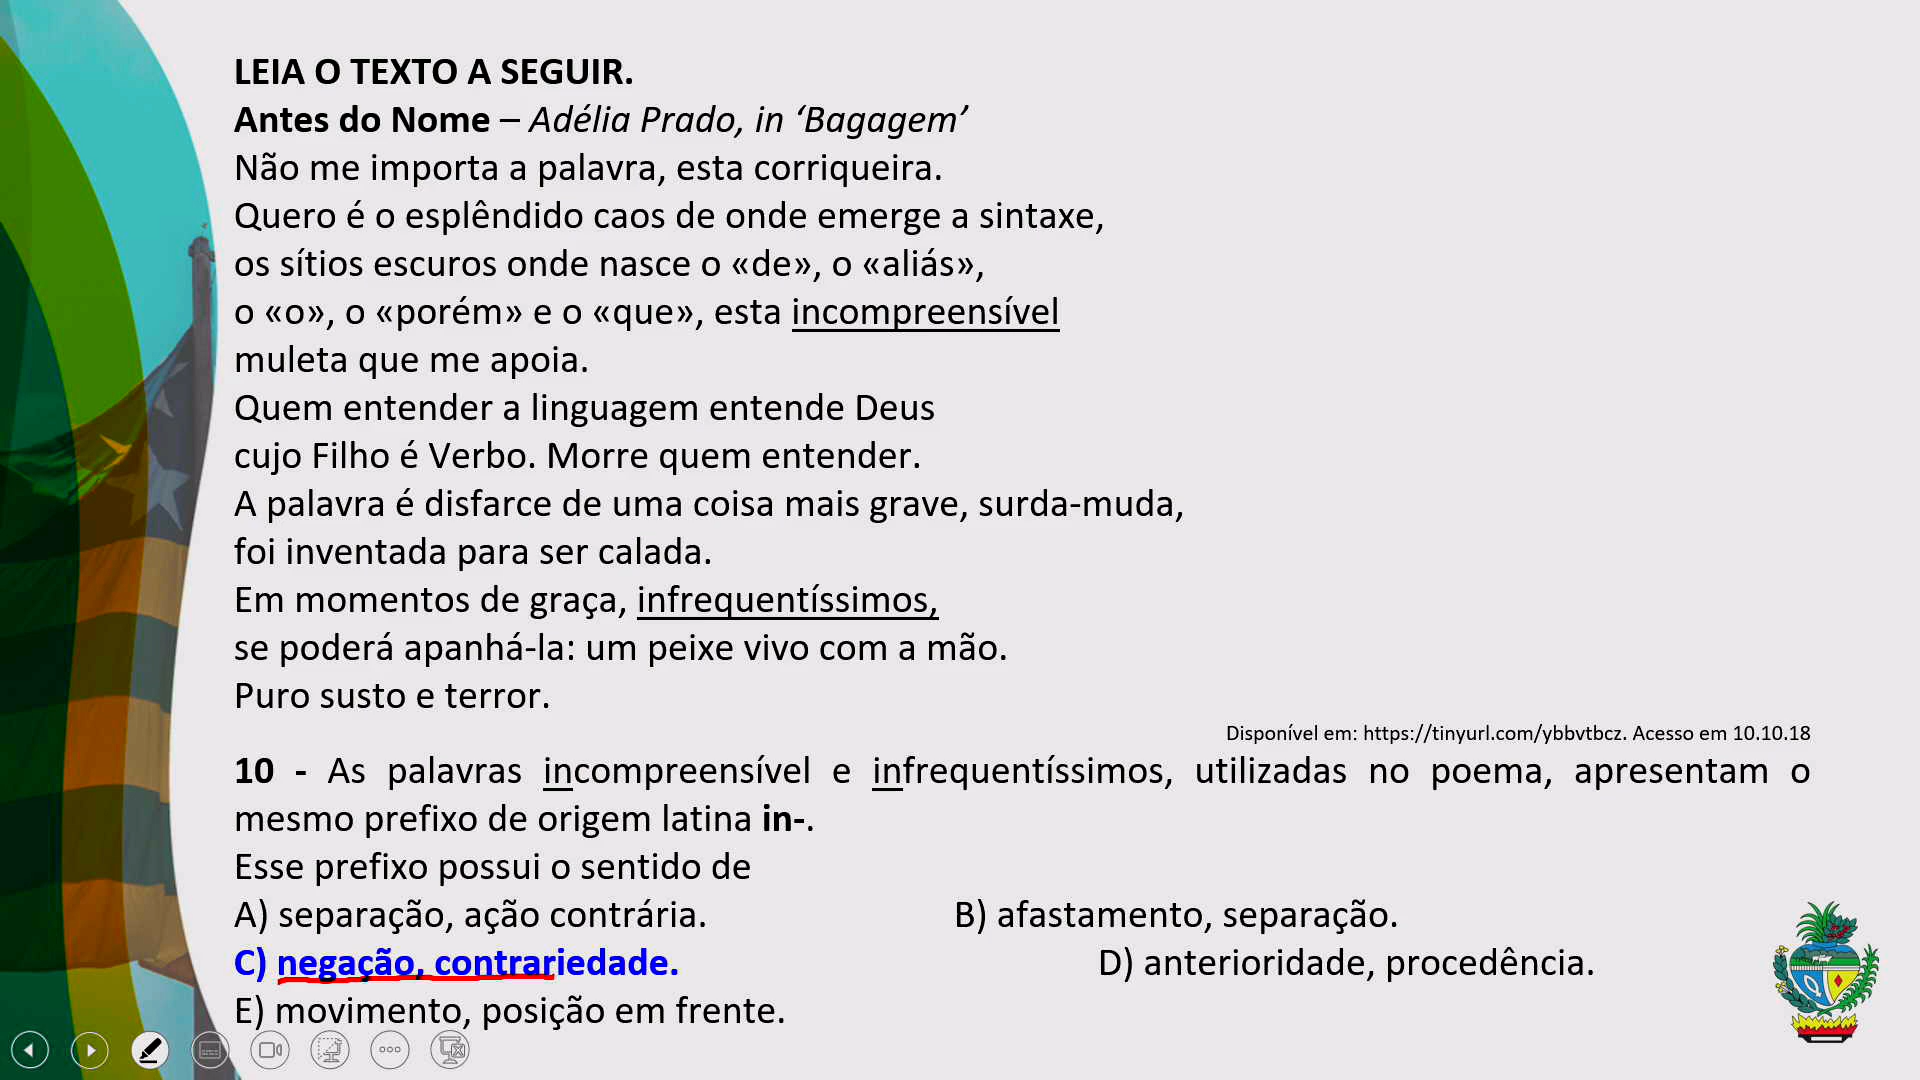 LEIA O TEXTO A SEGUIR.
Antes do Nome – Adélia Prado, in ‘Bagagem’
Não me importa a palavra, esta corriqueira.
Quero é o esplêndido caos de onde emerge a sintaxe,
os sítios escuros onde nasce o «de», o «aliás»,
o «o», o «porém» e o «que», esta incompreensível
muleta que me apoia.
Quem entender a linguagem entende Deus
cujo Filho é Verbo. Morre quem entender.
A palavra é disfarce de uma coisa mais grave, surda-muda,
foi inventada para ser calada.
Em momentos de graça, infrequentíssimos,
se poderá apanhá-la: um peixe vivo com a mão.
Puro susto e terror.
Disponível em: https://tinyurl.com/ybbvtbcz. Acesso em 10.10.18
10 - As palavras incompreensível e infrequentíssimos, utilizadas no poema, apresentam o
mesmo prefixo de origem latina in-.
Esse prefixo possui o sentido de
A) separação, ação contrária. B) afastamento, separação.
C) negação, contrariedade. D) anterioridade, procedência.
E) movimento, posição em frente.